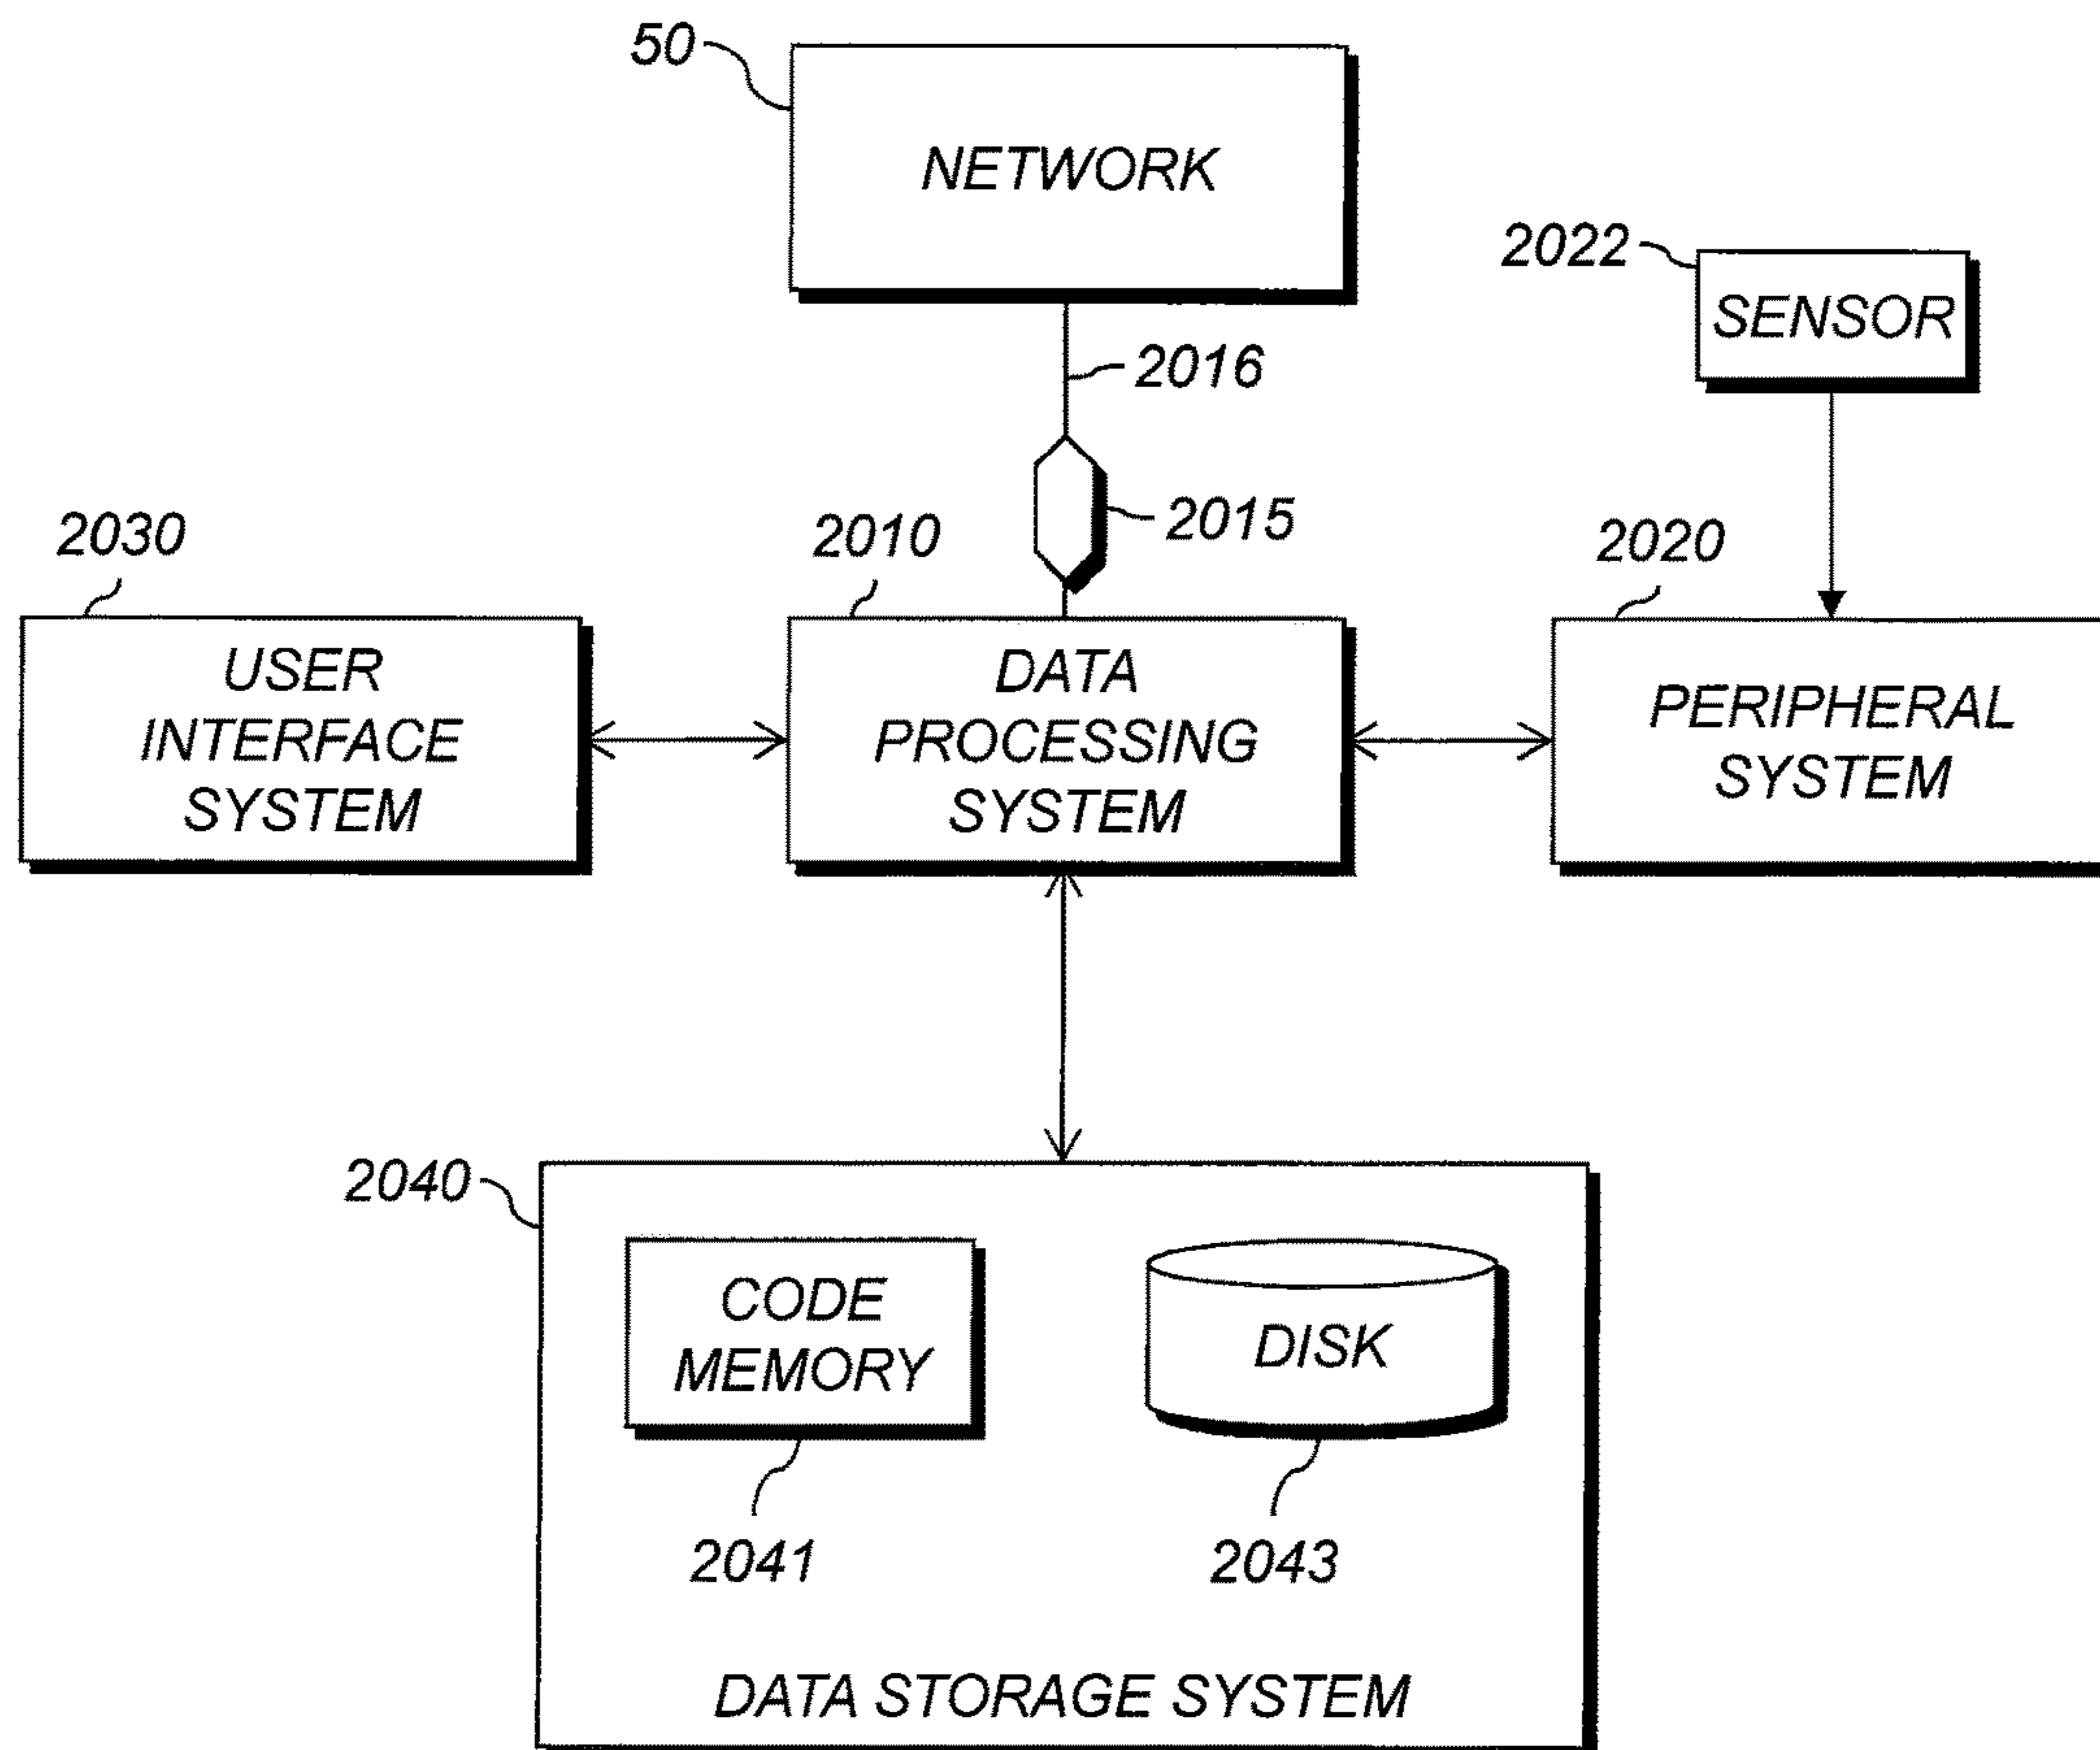 50
NETWORK
2022
SENSOR
2016
2015
2030
2010
2020
USER
INTERFACE
SYSTEM
DATA
PROCESSING
SYSTEM
PERIPHERAL
SYSTEM
2040
CODE
MEMORY
DISK
2041
2043
DATA STORAGE SYSTEM